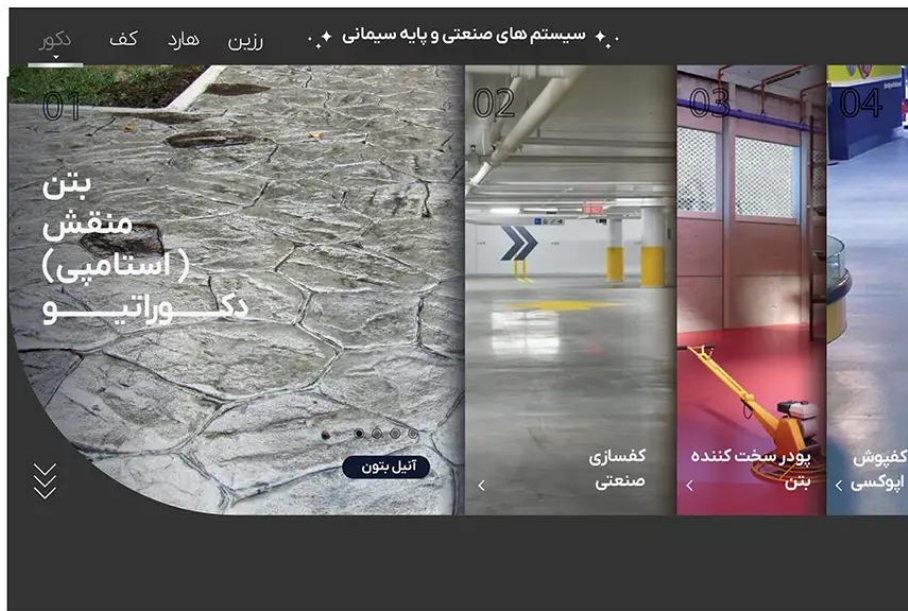 سیستم های صنعتی و پایه سیمانی
رزین هارد کف دکور
01
بتن
منقش
(استامپی)
دکـــوراتیـــــو
آنیل بتون
02
کفسازی
صنعتی
03
پودر سخت کننده
بتن
04
کفپوش
اپوکسی